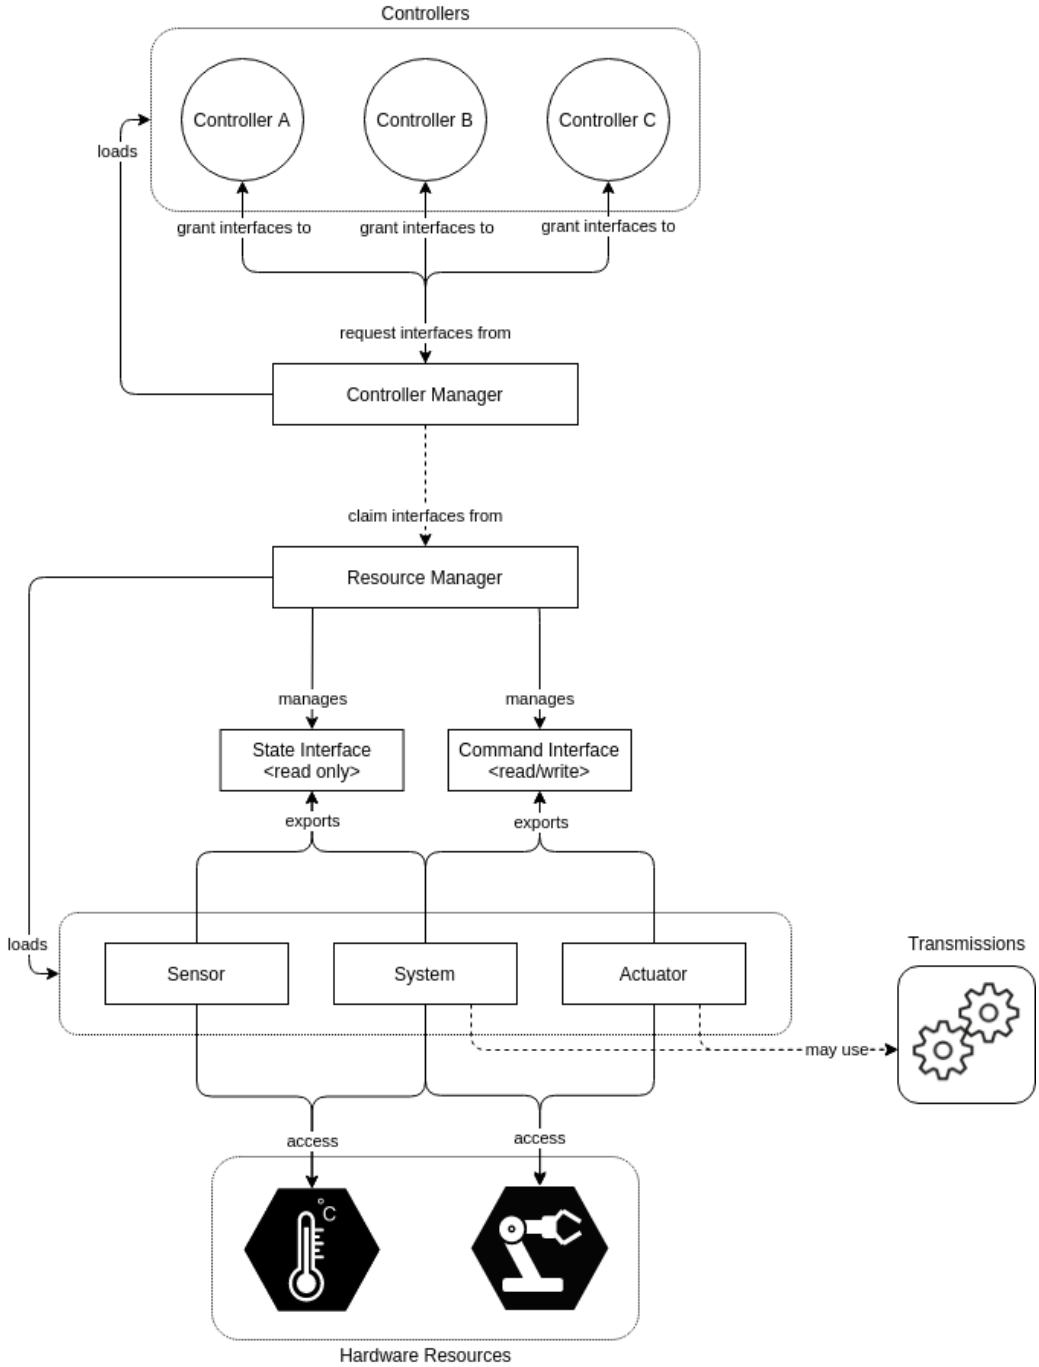 Controllers
Controller A
Controller B
Controller C
loads
grant interfaces to
grant interfaces to
grant interfaces to
request interfaces from
Controller Manager
claim interfaces from
Resource Manager
manages
manages
State Interface
<read only>
Command Interface
<read/write>
exports
exports
loads
Sensor
System
Actuator
Transmissions
may use
access
access
°C
Hardware Resources